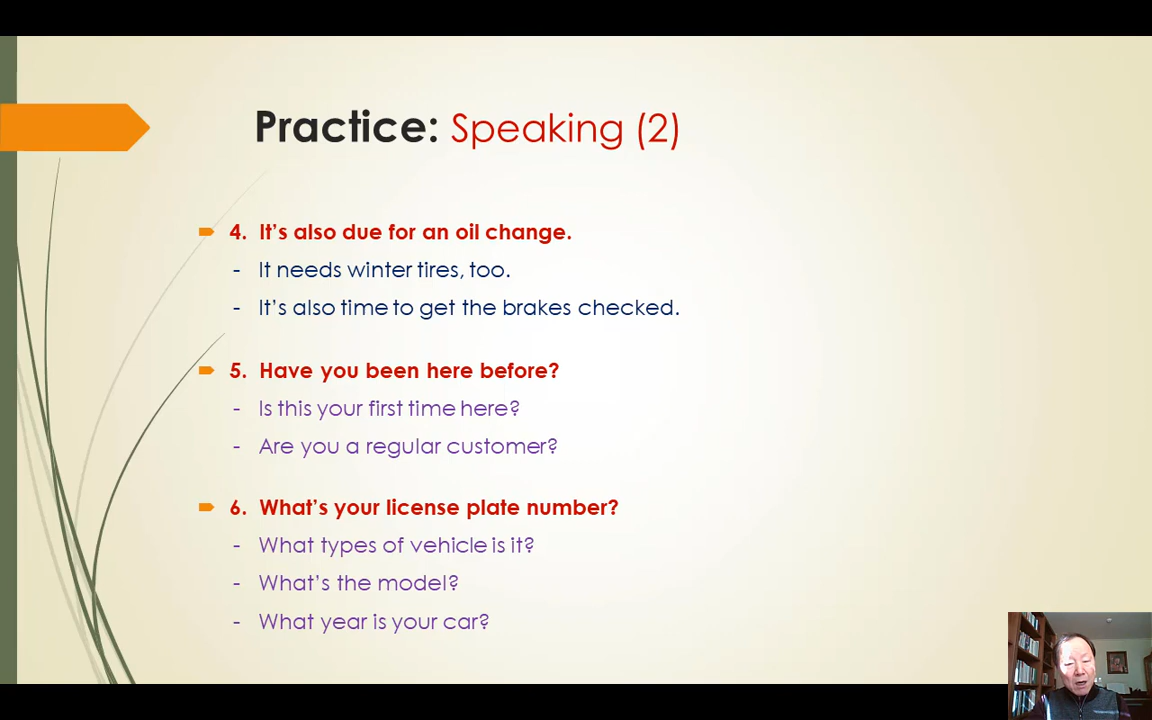 Practice: Speaking (2)
4. It's also due for an oil change.
- It needs winter tires, too.
- It's also time to get the brakes checked.
5. Have you been here before?
- Is this your first time here?
- Are you a regular customer?
6. What's your license plate number?
- What types of vehicle is it?
- What's the model?
- What year is your car?